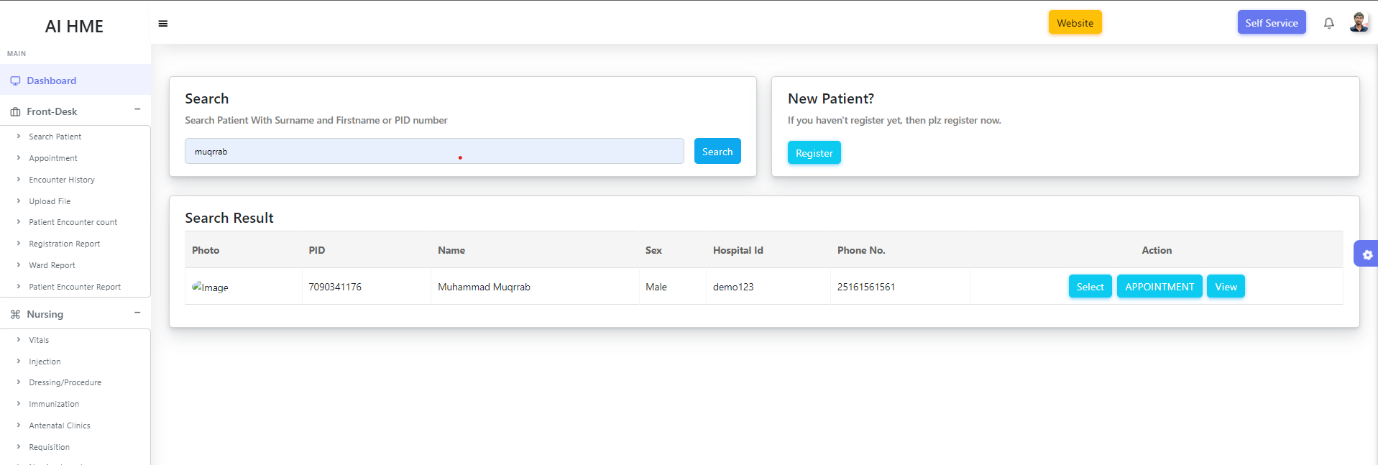 AI HME
Website
Self Service
MAIN
Dashboard
Front-Desk
Search Patient
Appointment
Encounter History
Upload File
Patient Encounter count
Registration Report
Ward Report
Patient Encounter Report
Nursing
Vitals
Injection
Dressing/Procedure
Immunization
Antenatal Clinics
Requisition
Search
Search Patient With Surname and Firstname or PID number
muqrrab
Search
New Patient?
If you haven't register yet, then plz register now.
Register
Search Result
Photo PID Name Sex Hospital Id Phone No. Action
image 7090341176 Muhammad Muqrrab Male demo123 25161561561 Select APPOINTMENT View